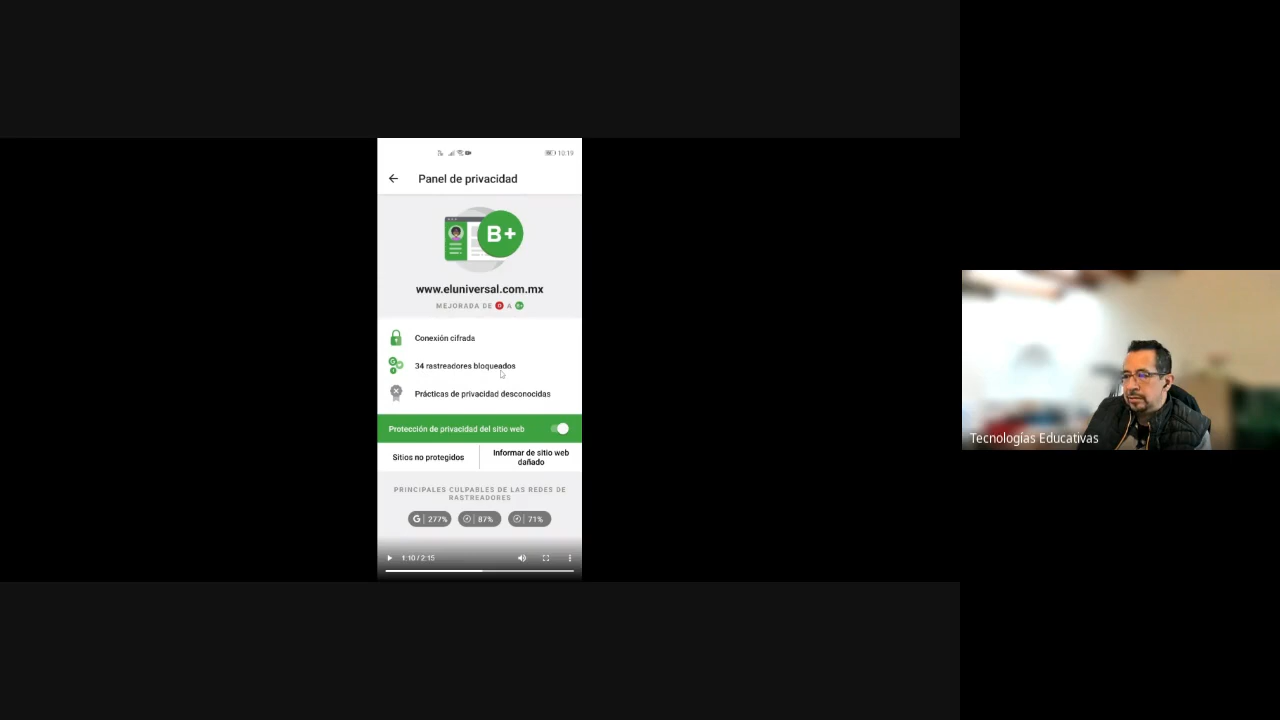 10:19
Panel de privacidad
B+
www.eluniversal.com.mx
MEJORADA DE D A B+
Conexión cifrada
34 rastreadores bloqueados
Prácticas de privacidad desconocidas
Protección de privacidad del sitio web
Sitios no protegidos
Informar de sitio web
dañado
PRINCIPALES CULPABLES DE LAS REDES DE
RASTREADORES
G 277%
87%
71%
1:10 / 2:15
Tecnologías Educativas